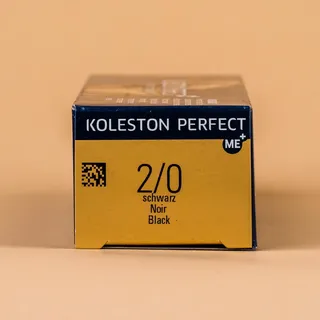 KOLESTON PERFECT
ME+
2/0
schwarz
Noir
Black